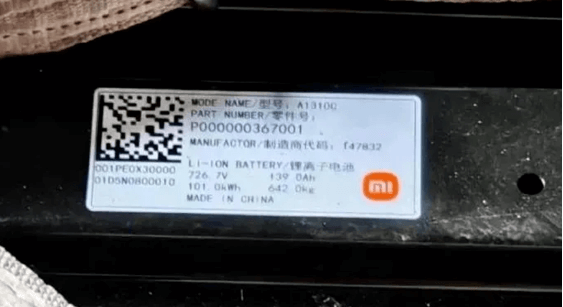 MODE NAME/型号: A1310C
PART NUMBER/零件号:
P000000367001
MANUFACTOR/制造商代码: f47832
LI-ION BATTERY/锂离子电池
726.7V 139.0Ah
101.0kWh 642.0kg
MADE IN CHINA
001PE0X30000
01D5N0800010
mi